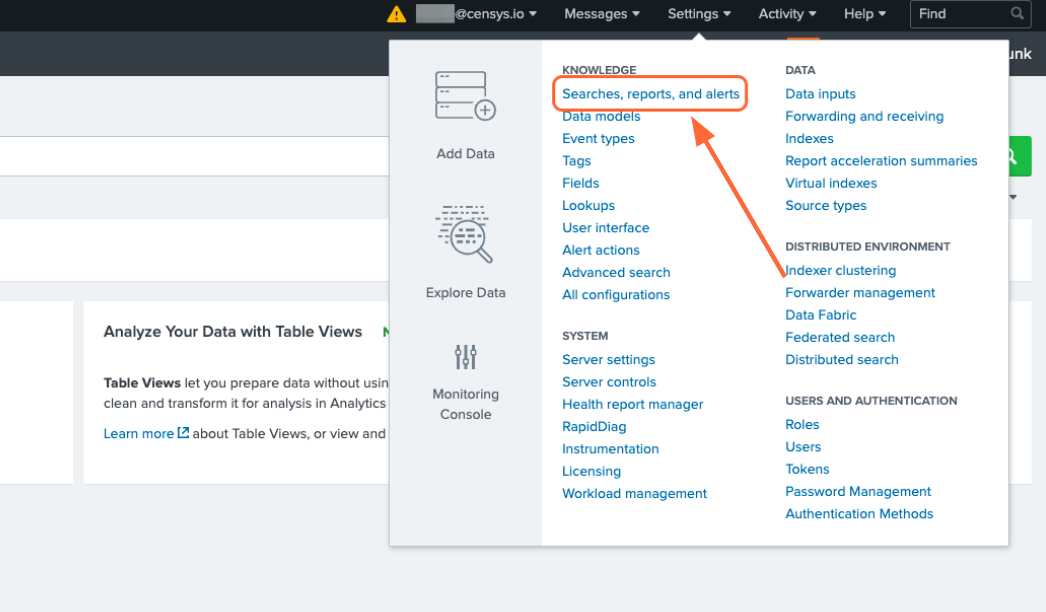 @censys.io Messages Settings Activity Help Find
unk
Add Data
Explore Data
Monitoring
Console
KNOWLEDGE
Searches, reports, and alerts
Data models
Event types
Tags
Fields
Lookups
User interface
Alert actions
Advanced search
All configurations
SYSTEM
Server settings
Server controls
Health report manager
RapidDiag
Instrumentation
Licensing
Workload management
DATA
Data inputs
Forwarding and receiving
Indexes
Report acceleration summaries
Virtual indexes
Source types
DISTRIBUTED ENVIRONMENT
Indexer clustering
Forwarder management
Data Fabric
Federated search
Distributed search
USERS AND AUTHENTICATION
Roles
Users
Tokens
Password Management
Authentication Methods
Analyze Your Data with Table Views
Table Views let you prepare data without usin
clean and transform it for analysis in Analytics
Learn more about Table Views, or view and